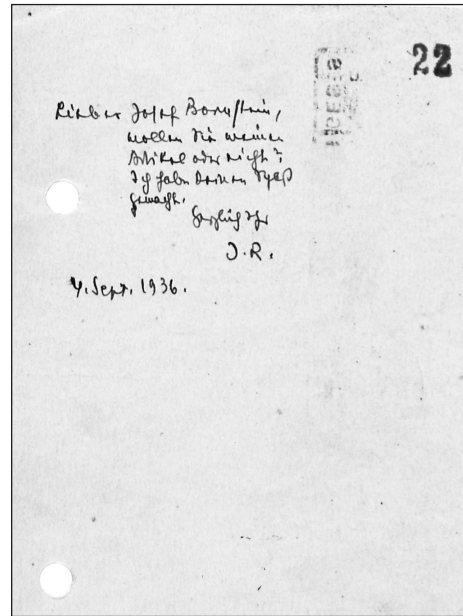 22
Lieber Josef Bornstein,
wollen Sie meinen
Artikel oder nicht?
Ich habe keinen Spaß
gemacht.
Herzlich Ihr
J.R.
4. Sept. 1936.